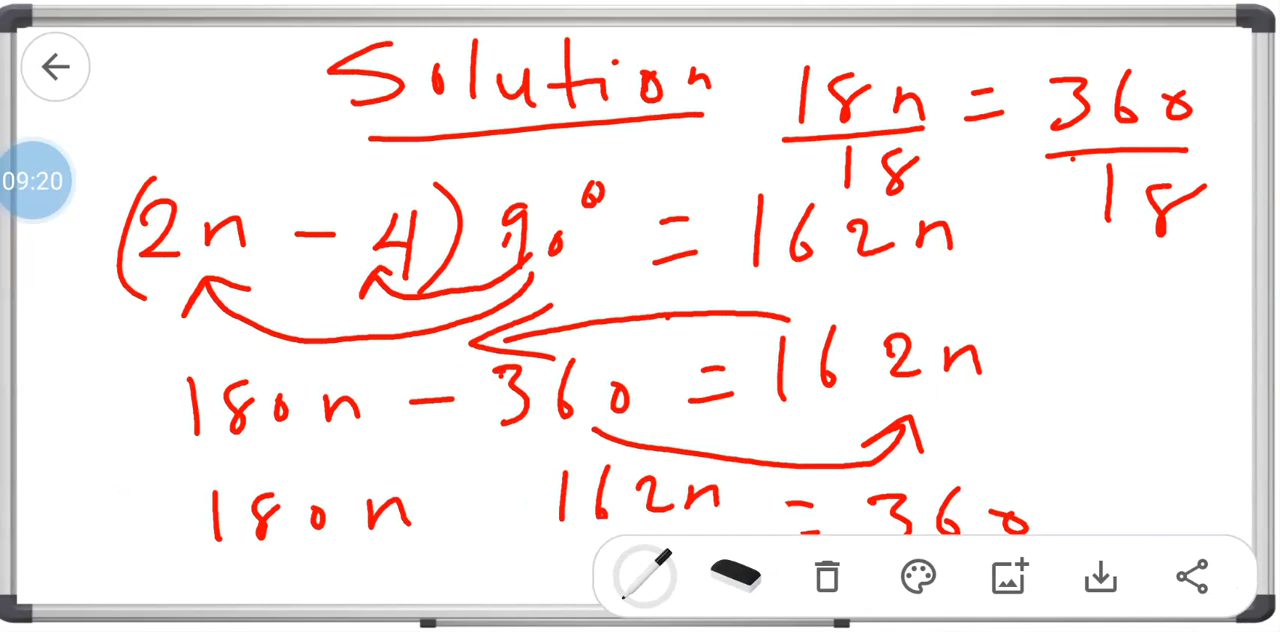 Solution
18n = 360
18 18
09:20
(2n - 4) 90° = 162n
180n - 360 = 162n
180n 162n = 360